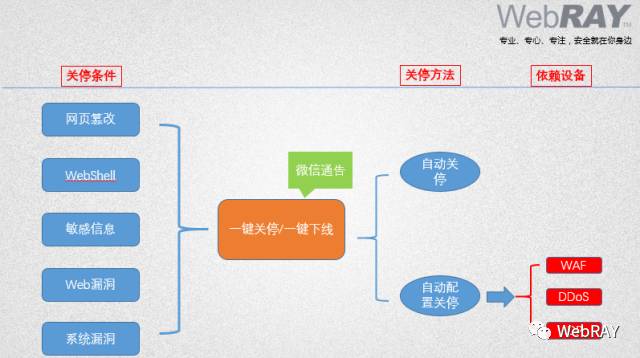 WebRAY
TM
专业、专心、专注，安全就在你身边
关停条件
关停方法
依赖设备
网页篡改
WebShell
敏感信息
Web漏洞
系统漏洞
微信通告
一键关停/一键下线
自动关
停
自动配
置关停
WAF
DDoS
WebRAY